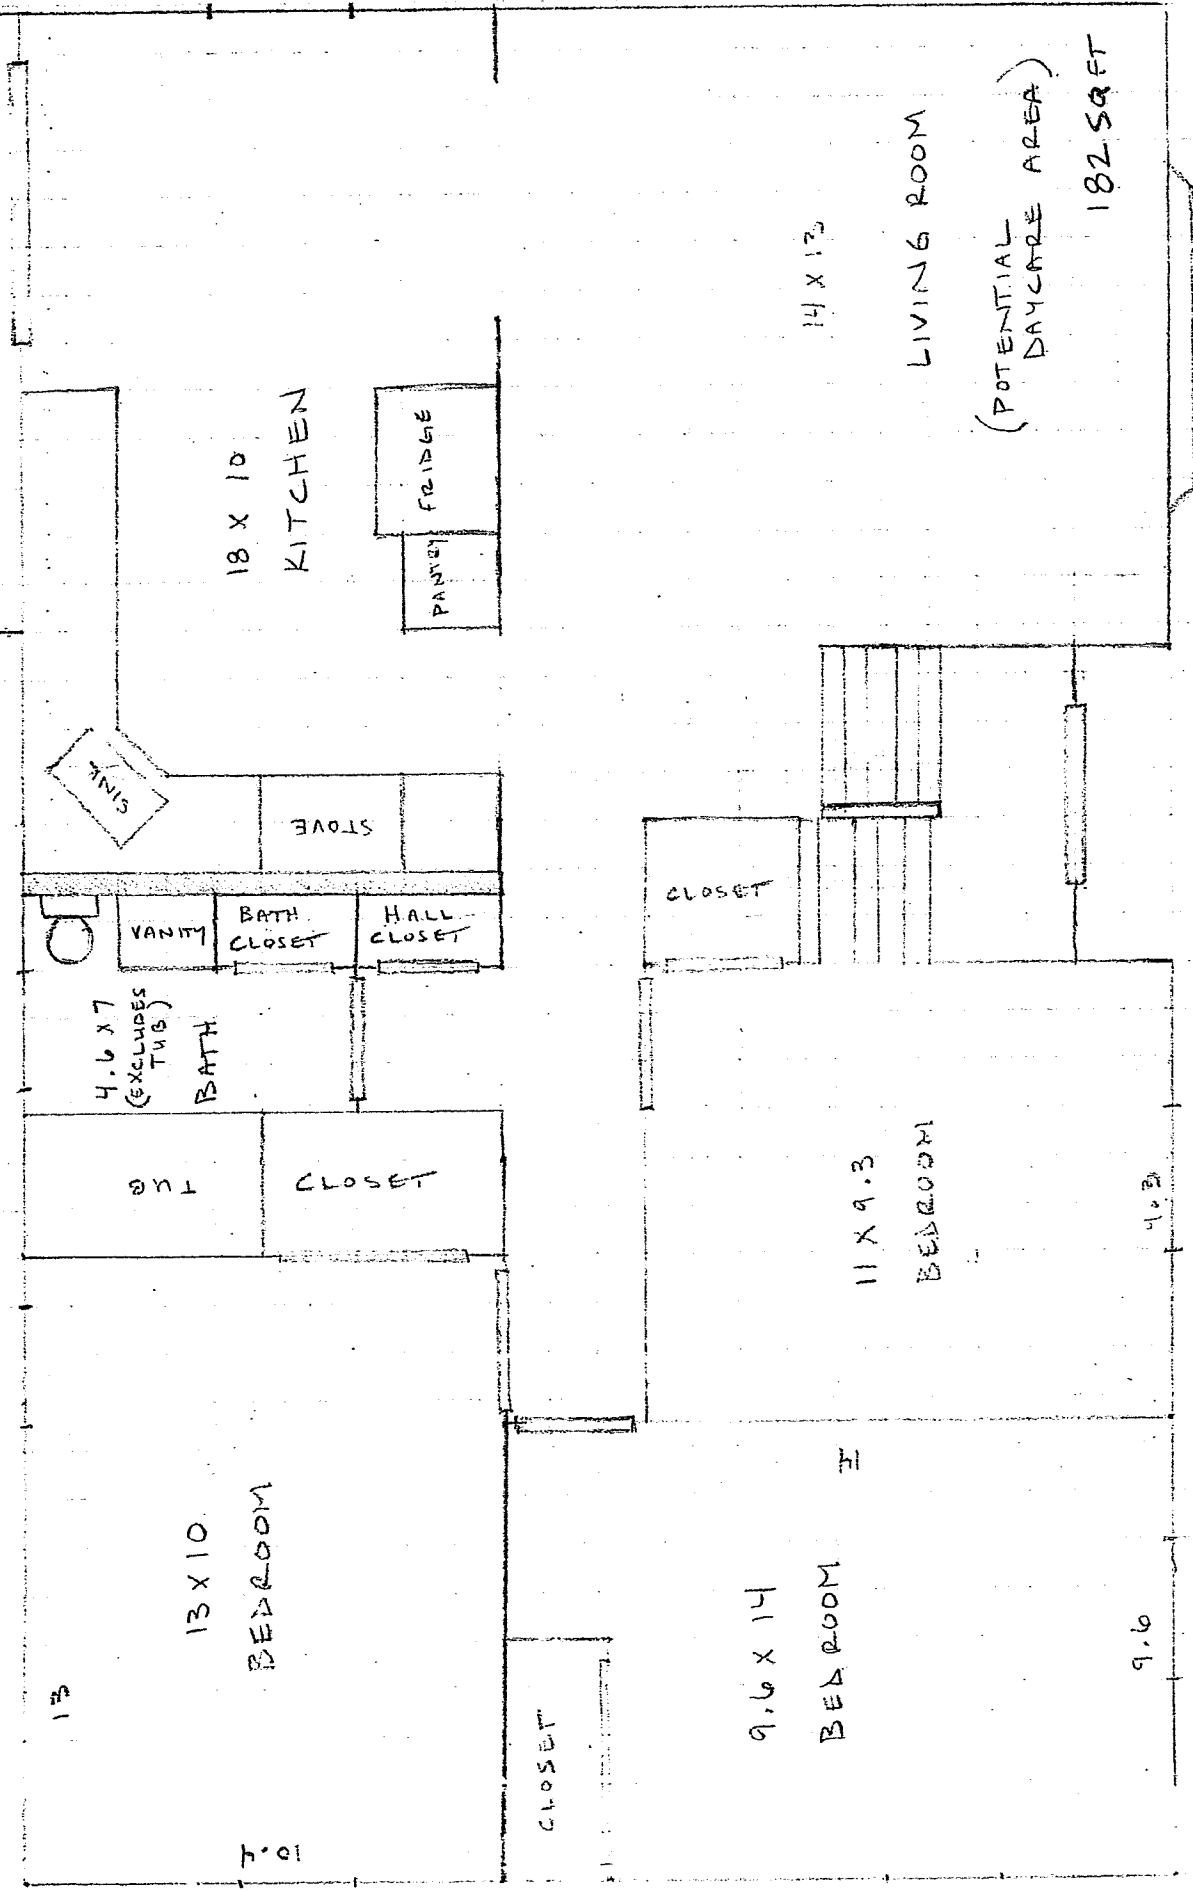 18 X 10
KITCHEN
SINK
STOVE
PANTRY
FRIDGE
14 X 13
LIVING ROOM
(POTENTIAL
DAYCARE AREA)
182 SQ FT
VANITY
BATH
CLOSET
HALL
CLOSET
4.6 X 7
(EXCLUDES
TUB)
BATH
TUB
CLOSET
CLOSET
13
13 X 10
BEDROOM
10.4
CLOSET
9.6 X 14
BEDROOM
9.6
11 X 9.3
BEDROOM
4.3